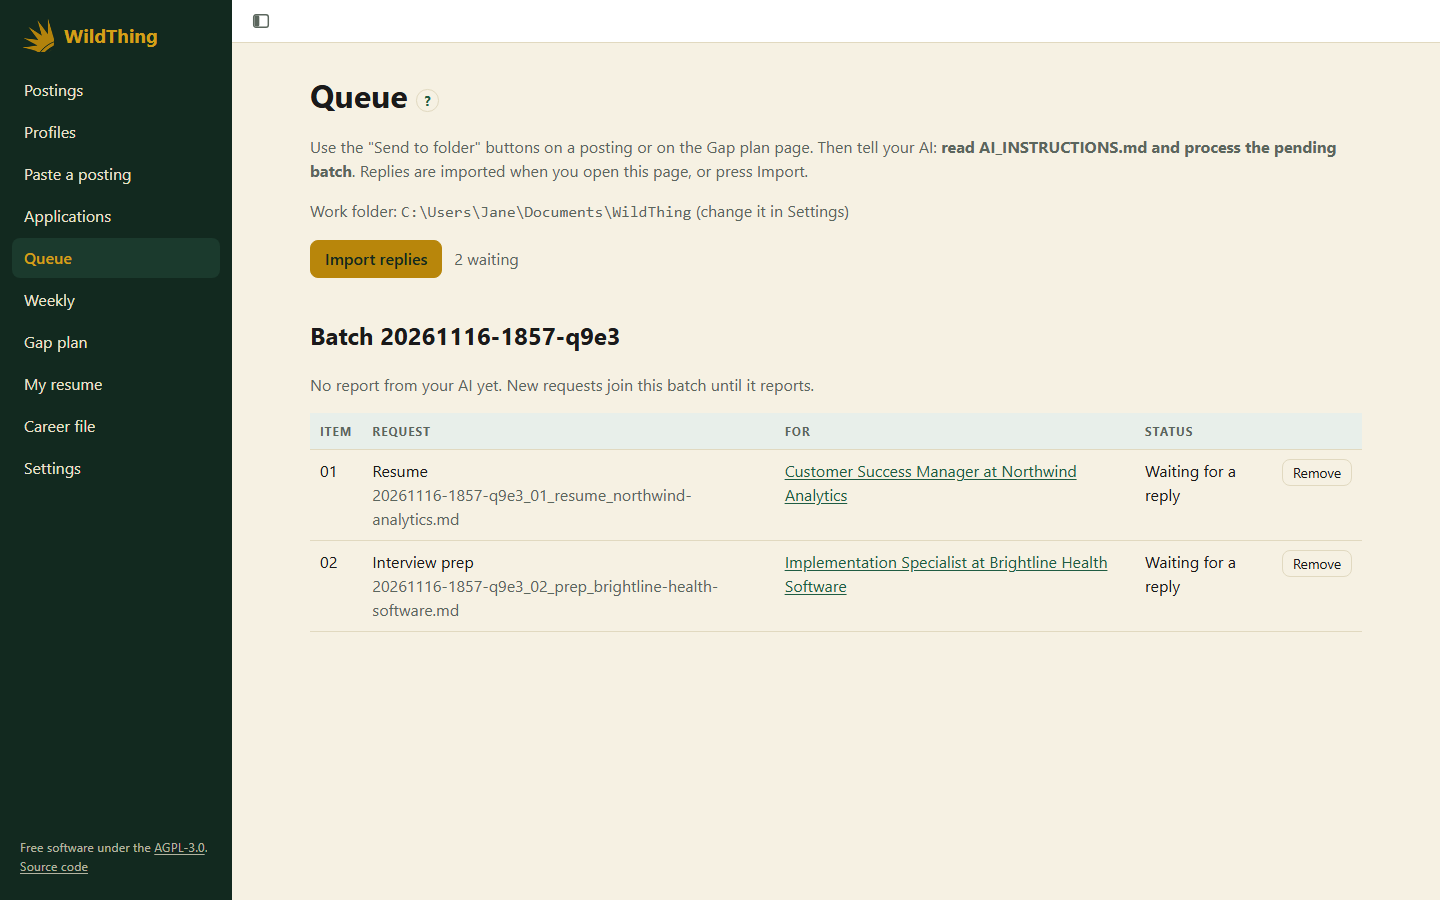 WildThing
Postings
Profiles
Paste a posting
Applications
Queue
Weekly
Gap plan
My resume
Career file
Settings
Free software under the AGPL-3.0.
Source code
Queue ?
Use the "Send to folder" buttons on a posting or on the Gap plan page. Then tell your AI: read AI_INSTRUCTIONS.md and process the pending
batch. Replies are imported when you open this page, or press Import.
Work folder: C:\Users\Jane\Documents\WildThing (change it in Settings)
Import replies 2 waiting
Batch 20261116-1857-q9e3
No report from your AI yet. New requests join this batch until it reports.
ITEM REQUEST FOR STATUS
01 Resume Customer Success Manager at Northwind Waiting for a Remove
20261116-1857-q9e3_01_resume_northwind- Analytics reply
analytics.md
02 Interview prep Implementation Specialist at Brightline Health Waiting for a Remove
20261116-1857-q9e3_02_prep_brightline-health- Software reply
software.md